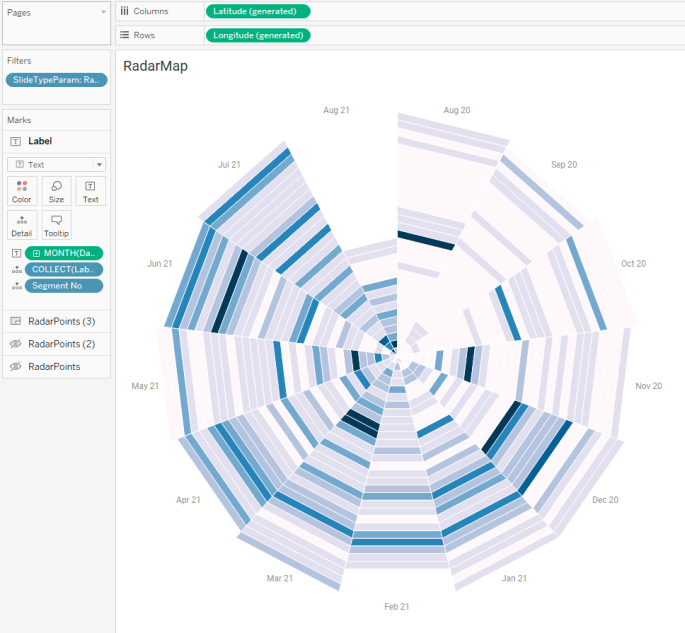 Pages
Columns
Latitude (generated)
Rows
Longitude (generated)
Filters
SlideTypeParam: Ra..
Marks
Label
Text
Color
Size
Text
Detail
Tooltip
MONTH(Da..
COLLECT(Lab..
Segment No
RadarPoints (3)
RadarPoints (2)
RadarPoints
RadarMap
Aug 21
Aug 20
Jul 21
Sep 20
Jun 21
Oct 20
May 21
Nov 20
Apr 21
Dec 20
Mar 21
Jan 21
Feb 21